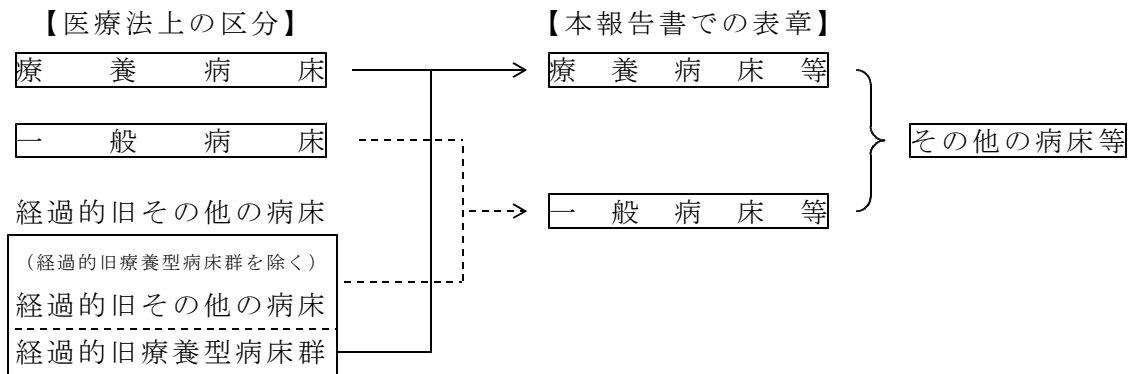 【医療法上の区分】
【本報告書での表章】
療養病床
療養病床等
一般病床
その他の病床等
経過的旧その他の病床
一般病床等
（経過的旧療養型病床群を除く）
経過的旧その他の病床
経過的旧療養型病床群